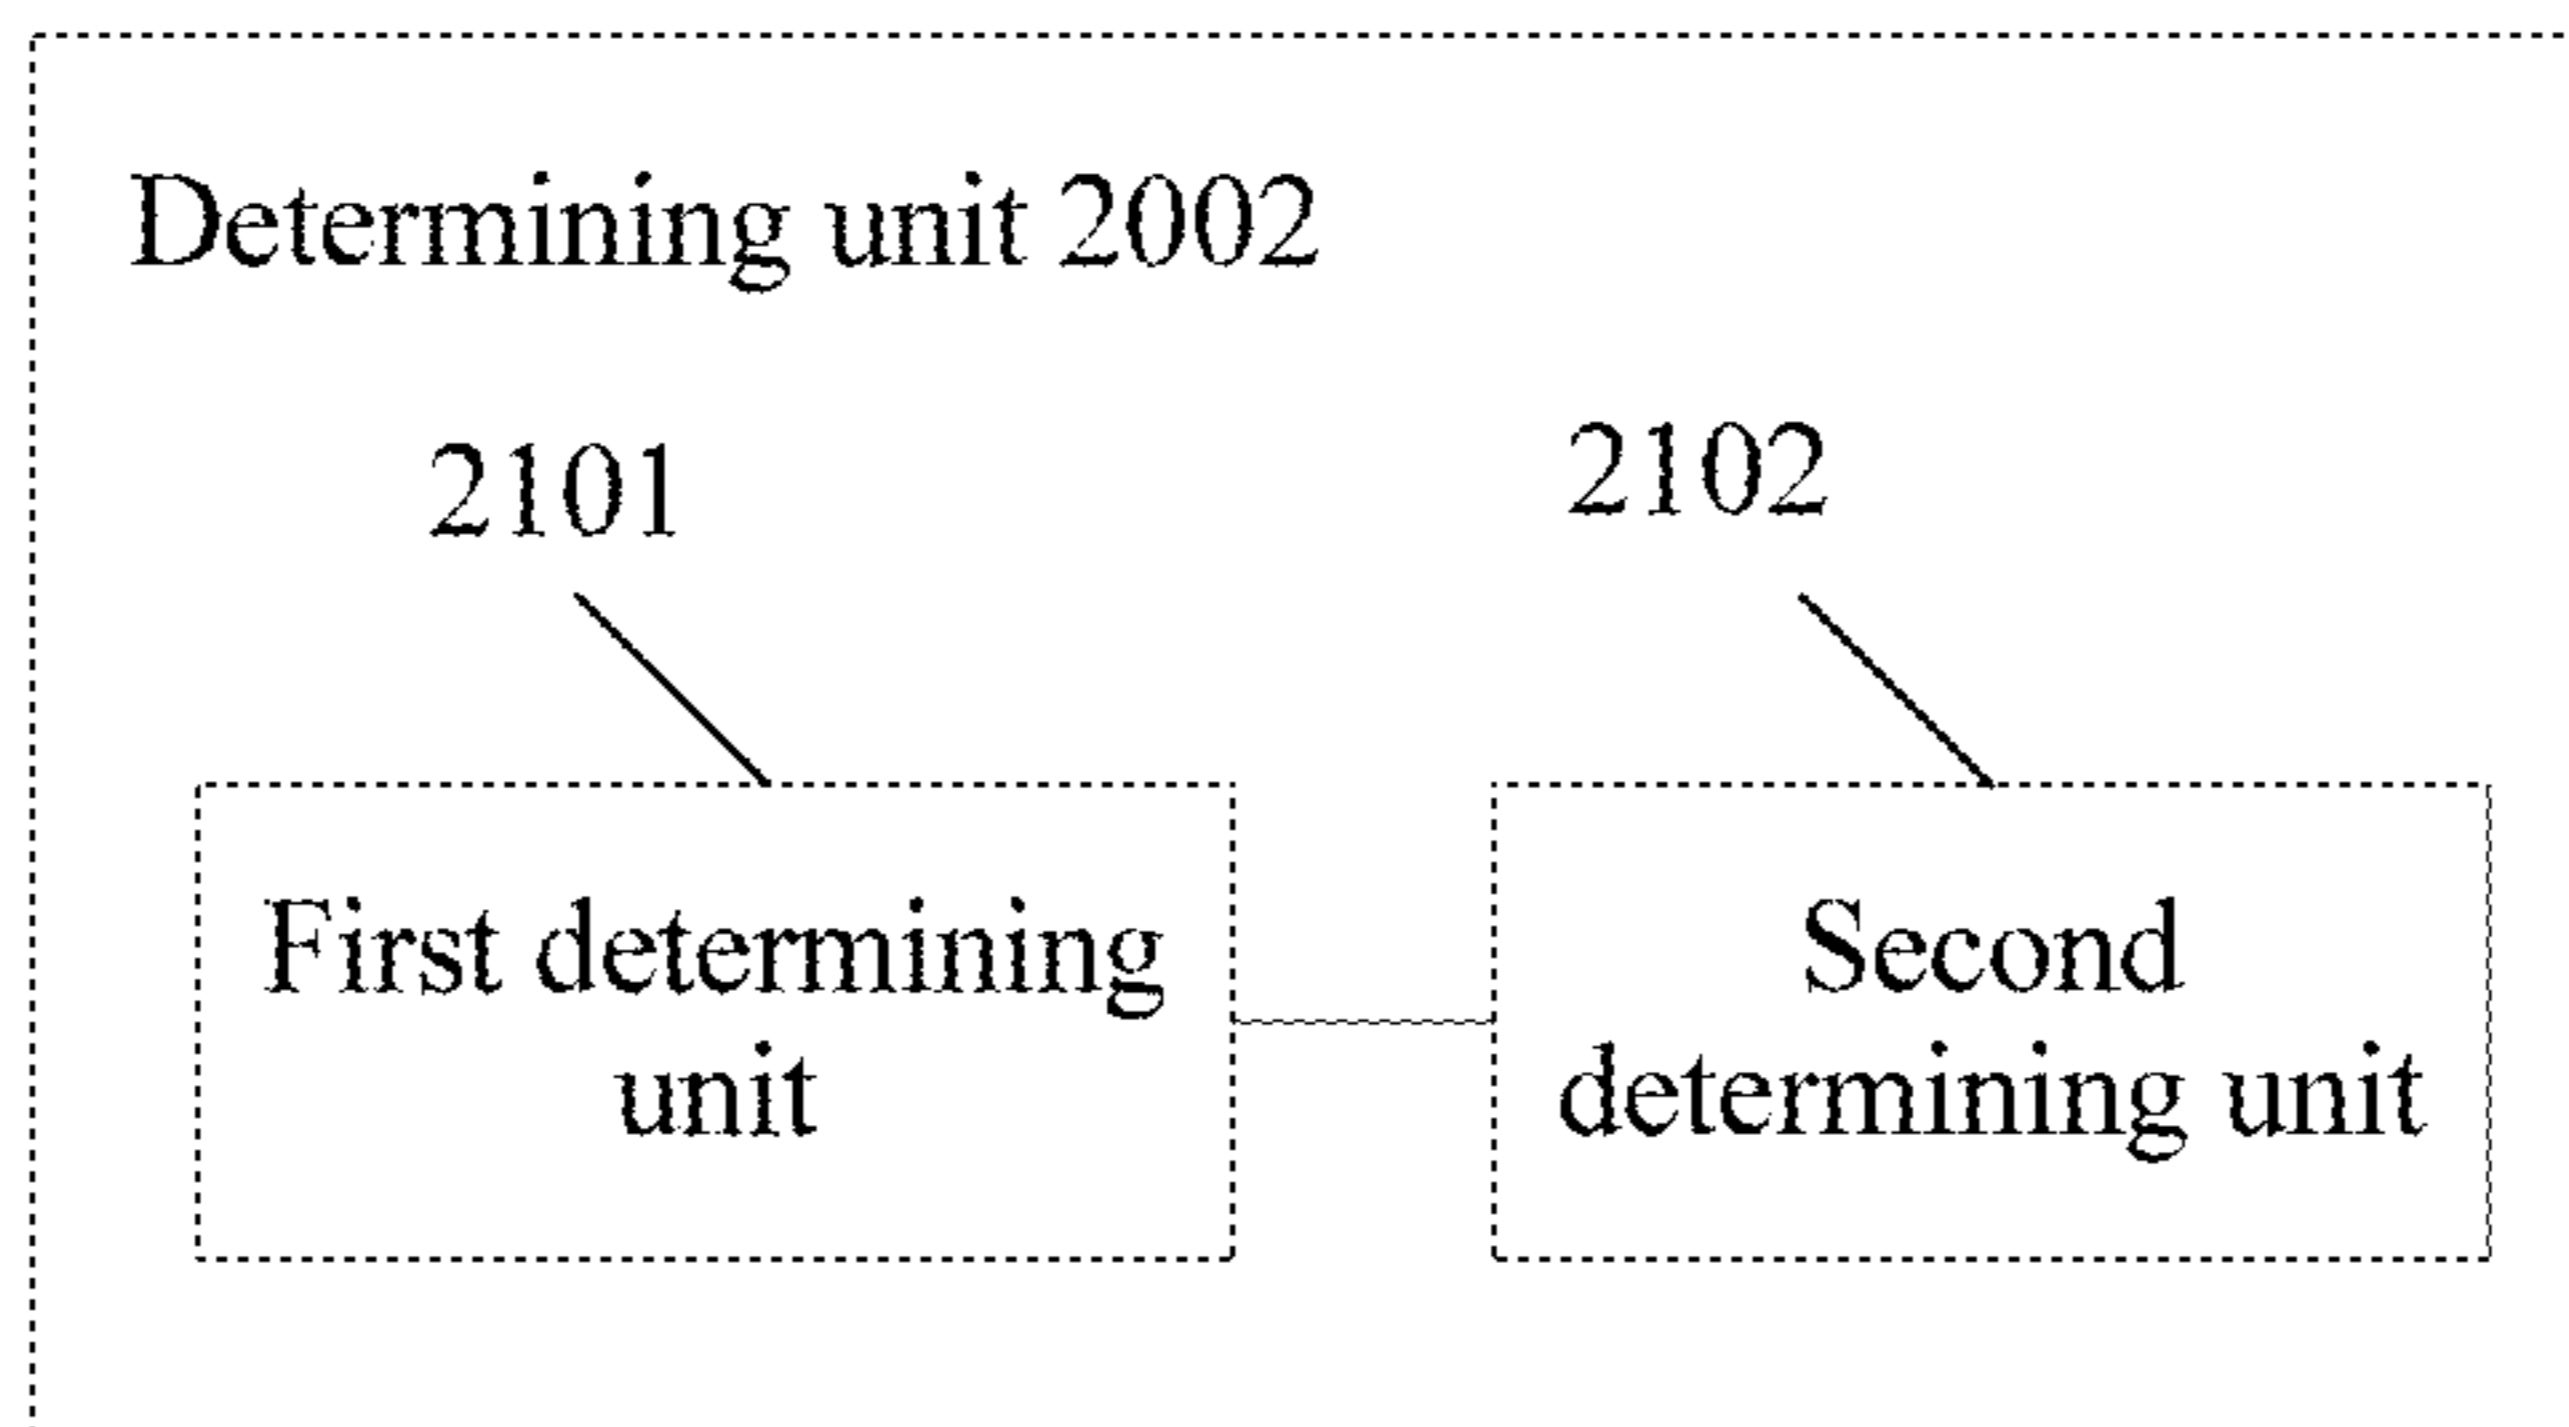 Determining unit 2002
2101
2102
First determining
unit
Second
determining unit